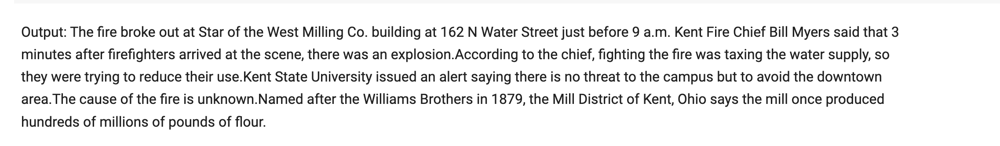 Output: The fire broke out at Star of the West Milling Co. building at 162 N Water Street just before 9 a.m. Kent Fire Chief Bill Myers said that 3
minutes after firefighters arrived at the scene, there was an explosion.According to the chief, fighting the fire was taxing the water supply, so
they were trying to reduce their use.Kent State University issued an alert saying there is no threat to the campus but to avoid the downtown
area.The cause of the fire is unknown.Named after the Williams Brothers in 1879, the Mill District of Kent, Ohio says the mill once produced
hundreds of millions of pounds of flour.